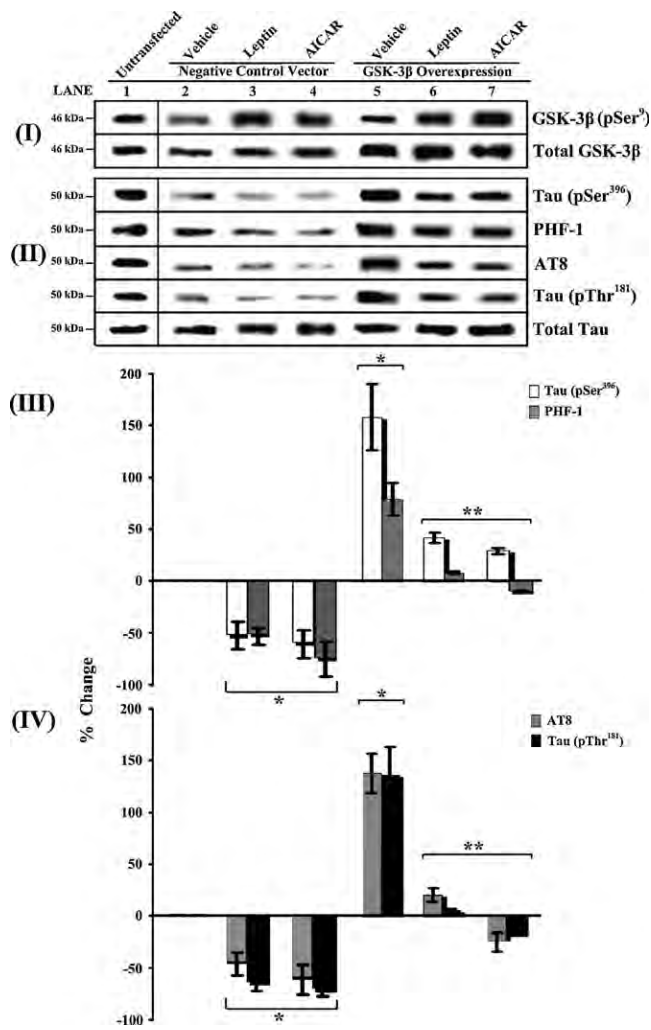 Untransfected Vehicle Leptin AICAR Vehicle Leptin AICAR
Negative Control Vector GSK-3β Overexpression
LANE 1 2 3 4 5 6 7
(I)
46 kDa GSK-3β (pSer⁹)
46 kDa Total GSK-3β
(II)
50 kDa Tau (pSer³⁹⁶)
50 kDa PHF-1
50 kDa AT8
50 kDa Tau (pThr¹⁸¹)
50 kDa Total Tau
(III)
200
150
100
50
0
-50
-100
*
**
*
Tau (pSer³⁹⁶)
PHF-1
% Change
(IV)
200
150
100
50
0
-50
-100
*
**
*
AT8
Tau (pThr¹⁸¹)